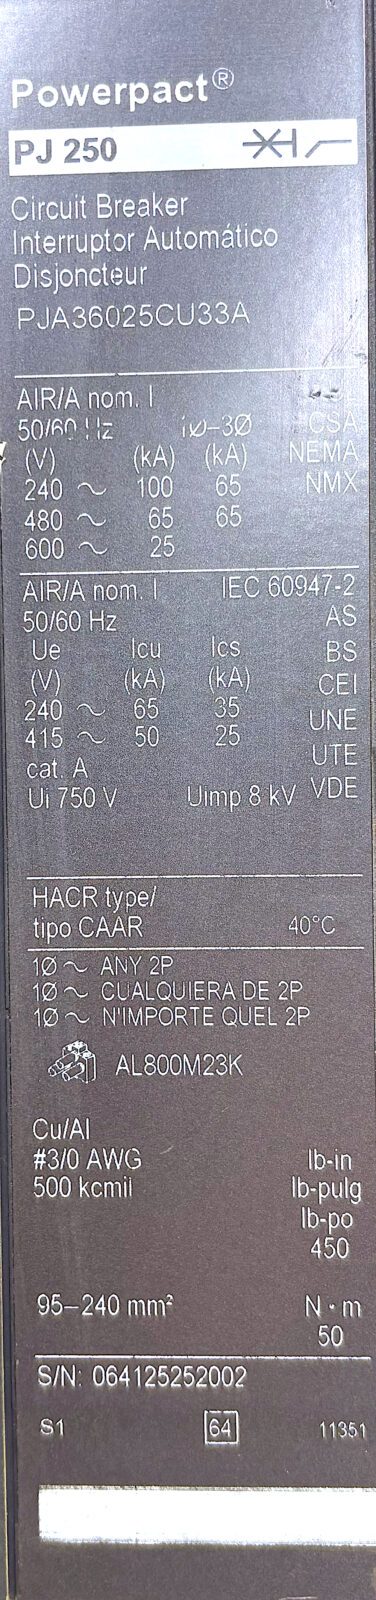 Powerpact®
PJ 250
Circuit Breaker
Interruptor Automático
Disjoncteur
PJA36025CU33A
AIR/A nom. I
50/60 Hz 1Ø–3Ø CSA
(V) (kA) (kA) NEMA
240 ~ 100 65 NMX
480 ~ 65 65
600 ~ 25
AIR/A nom. I IEC 60947-2
50/60 Hz AS
Ue Icu Ics BS
(V) (kA) (kA) CEI
240 ~ 65 35 UNE
415 ~ 50 25
cat. A UTE
Ui 750 V Uimp 8 kV VDE
HACR type/
tipo CAAR 40°C
1Ø ~ ANY 2P
1Ø ~ CUALQUIERA DE 2P
1Ø ~ N'IMPORTE QUEL 2P
AL800M23K
Cu/Al
#3/0 AWG lb-in
500 kcmil lb-pulg
lb-po
450
95–240 mm² N·m
50
S/N: 064125252002
S1 64 11351